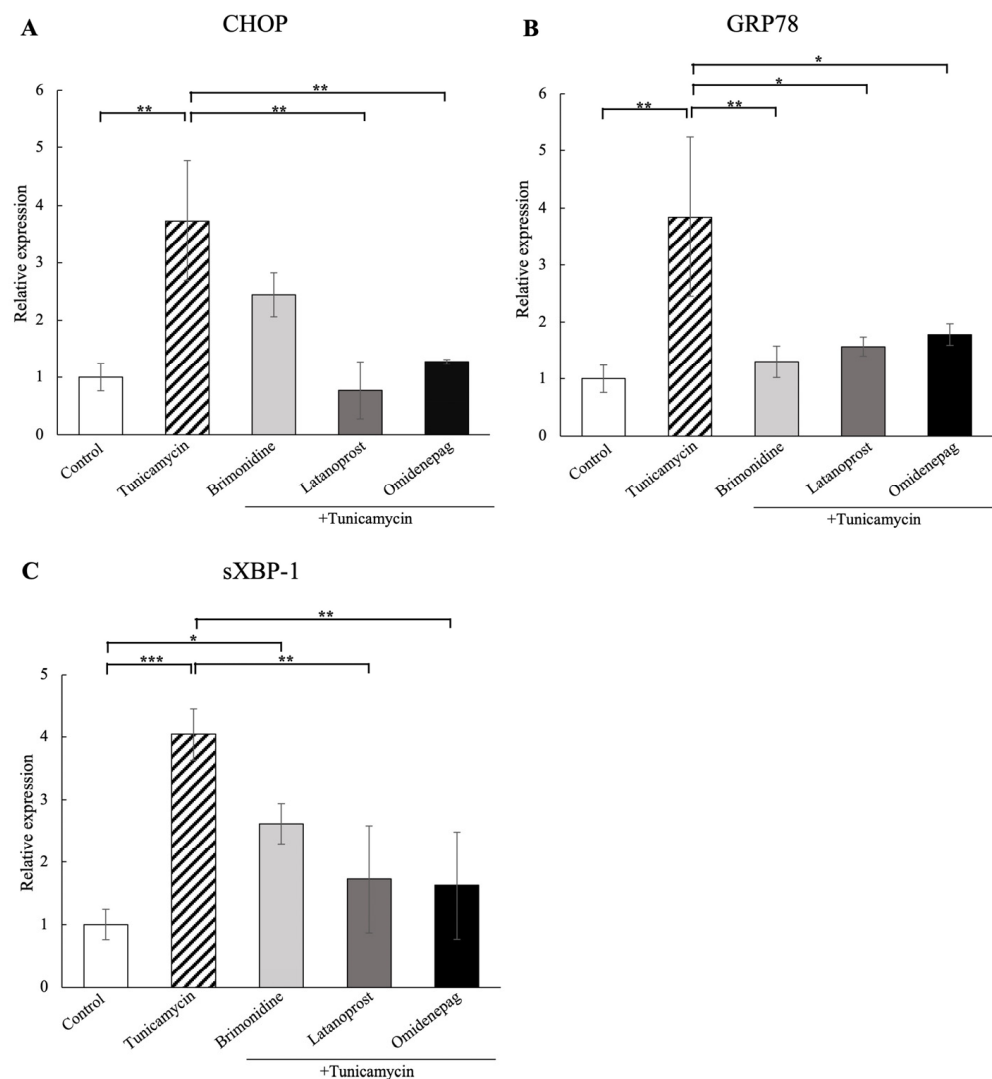 A CHOP
**
** **
6
5
4
3
2
1
0
Relative expression
Control
Tunicamycin
Brimonidine
Latanoprost
Omidenepag
+Tunicamycin
B GRP78
*
*
** **
6
5
4
3
2
1
0
Relative expression
Control
Tunicamycin
Brimonidine
Latanoprost
Omidenepag
+Tunicamycin
C sXBP-1
**
*
*** **
5
4
3
2
1
0
Relative expression
Control
Tunicamycin
Brimonidine
Latanoprost
Omidenepag
+Tunicamycin